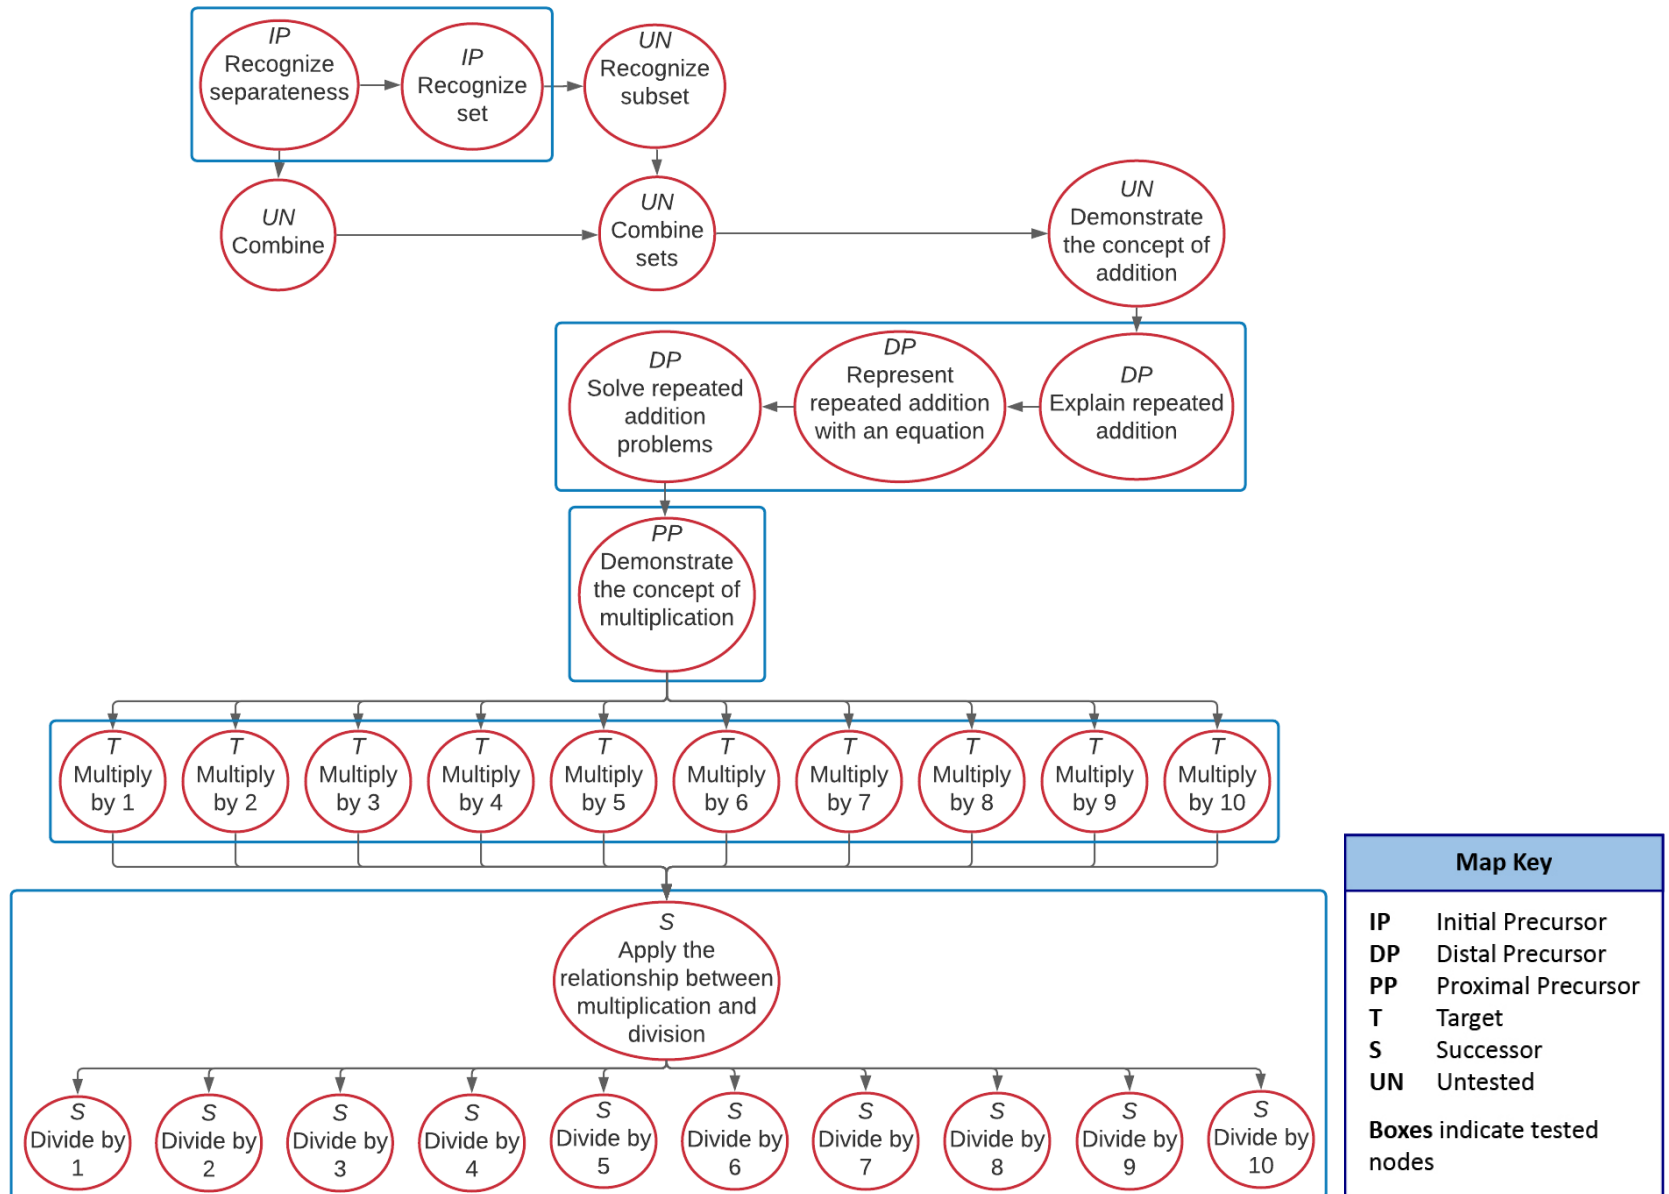 IP
Recognize
separateness
IP
Recognize
set
UN
Recognize
subset
UN
Combine
UN
Combine
sets
UN
Demonstrate
the concept of
addition
DP
Solve repeated
addition
problems
DP
Represent
repeated addition
with an equation
DP
Explain repeated
addition
PP
Demonstrate
the concept of
multiplication
T
Multiply
by 1
T
Multiply
by 2
T
Multiply
by 3
T
Multiply
by 4
T
Multiply
by 5
T
Multiply
by 6
T
Multiply
by 7
T
Multiply
by 8
T
Multiply
by 9
T
Multiply
by 10
S
Apply the
relationship between
multiplication and
division
S
Divide by
1
S
Divide by
2
S
Divide by
3
S
Divide by
4
S
Divide by
5
S
Divide by
6
S
Divide by
7
S
Divide by
8
S
Divide by
9
S
Divide by
10
Map Key
IP Initial Precursor
DP Distal Precursor
PP Proximal Precursor
T Target
S Successor
UN Untested
Boxes indicate tested
nodes